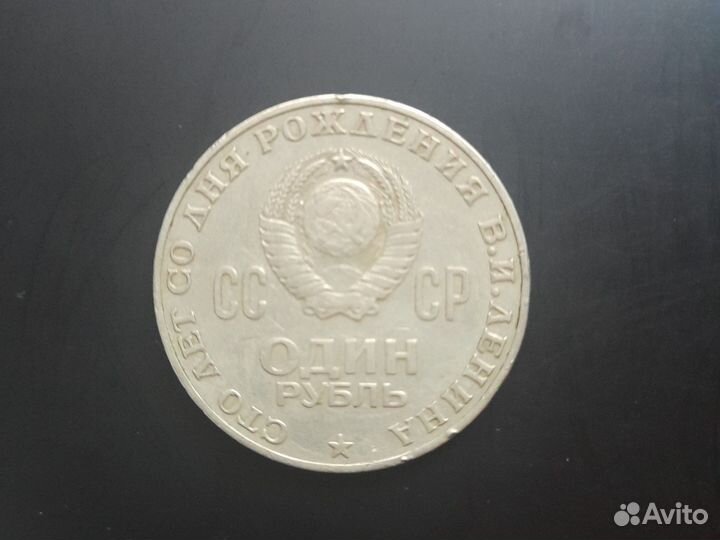 СТО ЛЕТ СО ДНЯ РОЖДЕНИЯ В.И.ЛЕНИНА
СС СР
ОДИН
РУБЛЬ
Avito